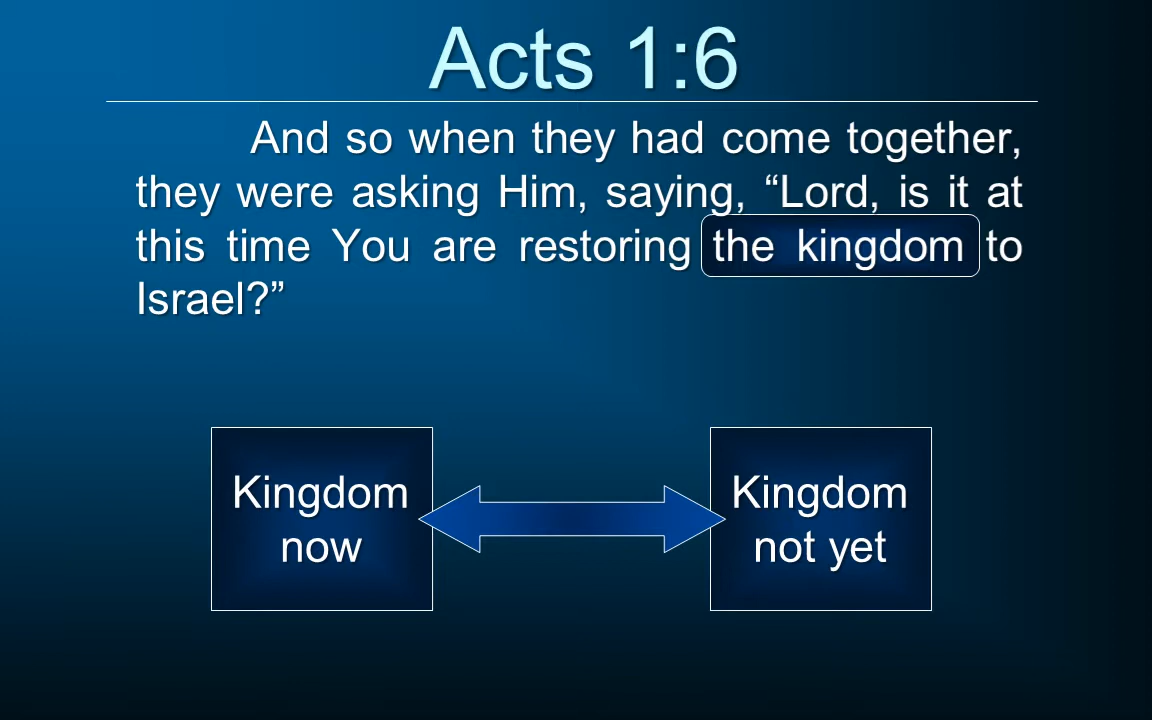 Acts 1:6
And so when they had come together,
they were asking Him, saying, “Lord, is it at
this time You are restoring the kingdom to
Israel?”
Kingdom
now
Kingdom
not yet